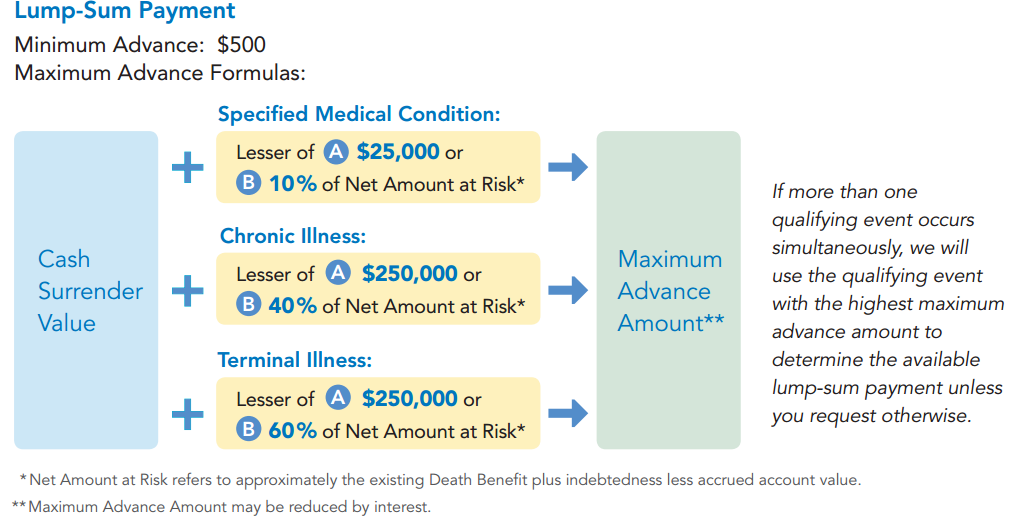 Lump-Sum Payment
Minimum Advance: $500
Maximum Advance Formulas:
Cash
Surrender
Value
Specified Medical Condition:
+ Lesser of A $25,000 or
B 10% of Net Amount at Risk*
Chronic Illness:
+ Lesser of A $250,000 or
B 40% of Net Amount at Risk*
Terminal Illness:
+ Lesser of A $250,000 or
B 60% of Net Amount at Risk*
Maximum
Advance
Amount**
If more than one
qualifying event occurs
simultaneously, we will
use the qualifying event
with the highest maximum
advance amount to
determine the available
lump-sum payment unless
you request otherwise.
* Net Amount at Risk refers to approximately the existing Death Benefit plus indebtedness less accrued account value.
** Maximum Advance Amount may be reduced by interest.